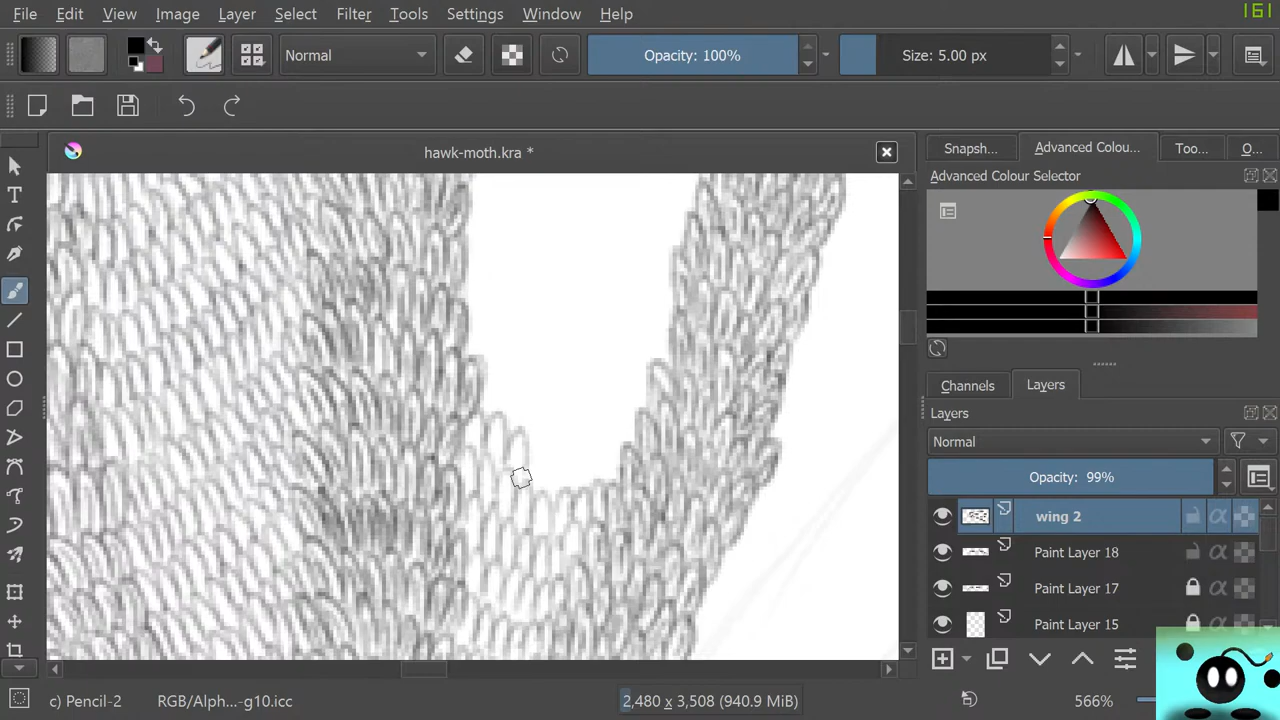 File Edit View Image Layer Select Filter Tools Settings Window Help
161
Normal Opacity: 100% Size: 5.00 px
hawk-moth.kra *
Snapsh... Advanced Colou... Too... O...
Advanced Colour Selector
Channels Layers
Layers
Normal
Opacity: 99%
wing 2
Paint Layer 18
Paint Layer 17
Paint Layer 15
c) Pencil-2 RGB/Alph...-g10.icc 2,480 x 3,508 (940.9 MiB) 566%